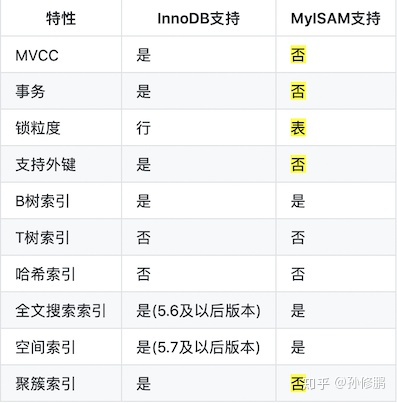 特性 InnoDB支持 MyISAM支持
MVCC 是 否
事务 是 否
锁粒度 行 表
支持外键 是 否
B树索引 是 是
T树索引 否 否
哈希索引 否 否
全文搜索索引 是(5.6及以后版本) 是
空间索引 是(5.7及以后版本) 是
聚簇索引 是 否
知乎 @孙修鹏